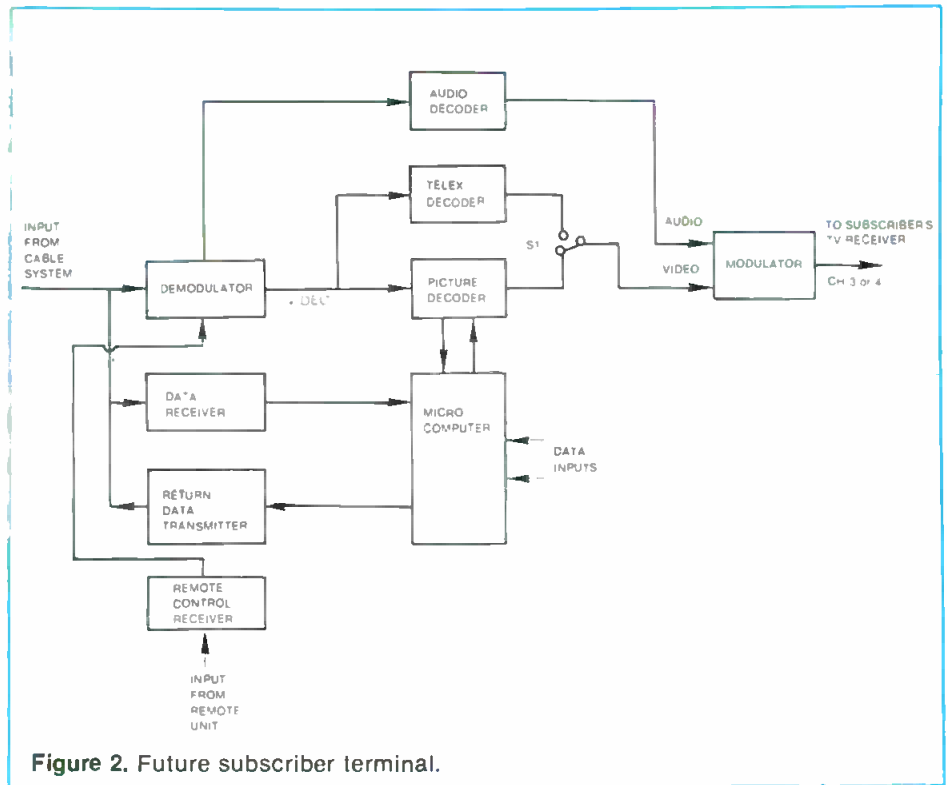 AUDIO
DECODER
TELEX
DECODER
INPUT
FROM
CABLE
SYSTEM
S1
AUDIO
TO SUBSCRIBERS
TV RECEIVER
DEMODULATOR
PICTURE
DECODER
VIDEO
MODULATOR
CH 3 or 4
DATA
RECEIVER
MICRO
COMPUTER
DATA
INPUTS
RETURN
DATA
TRANSMITTER
REMOTE
CONTROL
RECEIVER
INPUT
FROM
REMOTE
UNIT
Figure 2. Future subscriber terminal.